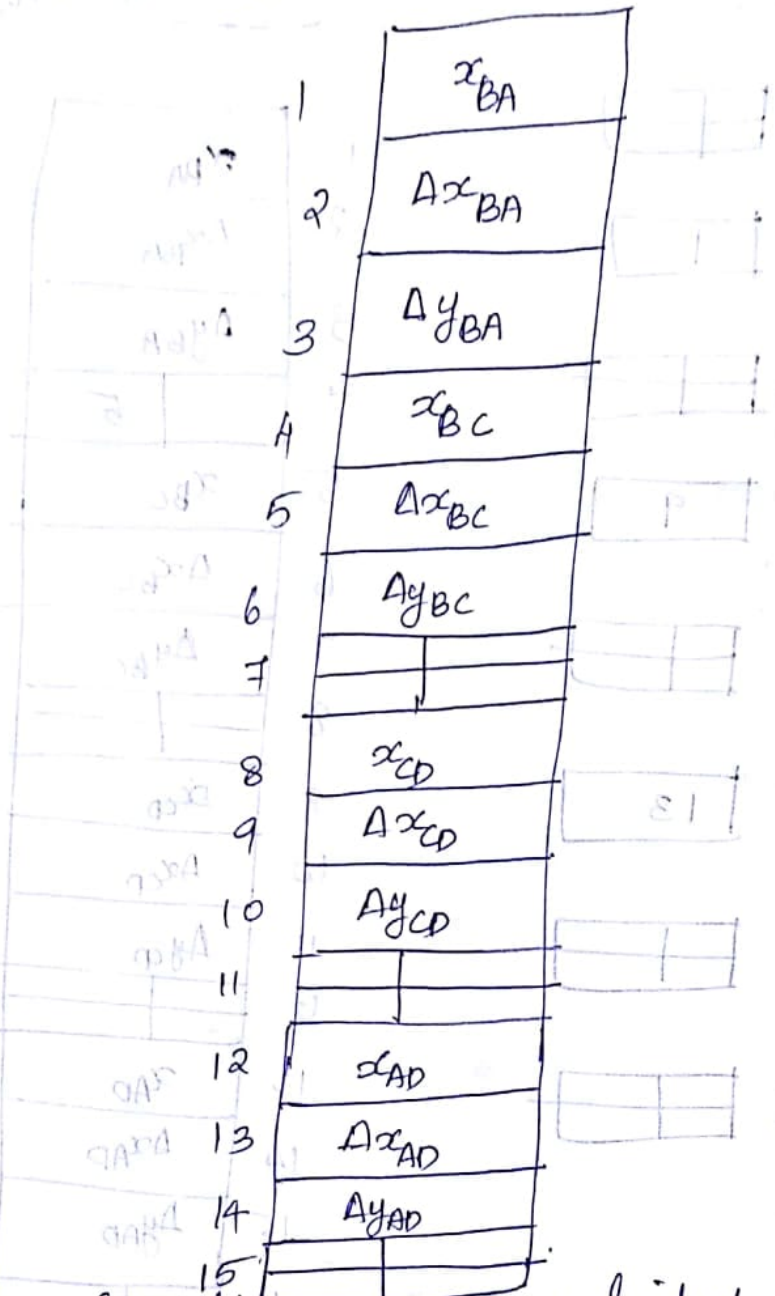 1 x_BA
2 Δx_BA
3 Δy_BA
4 x_BC
5 Δx_BC
6 Δy_BC
7
8 x_CD
9 Δx_CD
10 Δy_CD
11
12 x_AD
13 Δx_AD
14 Δy_AD
15